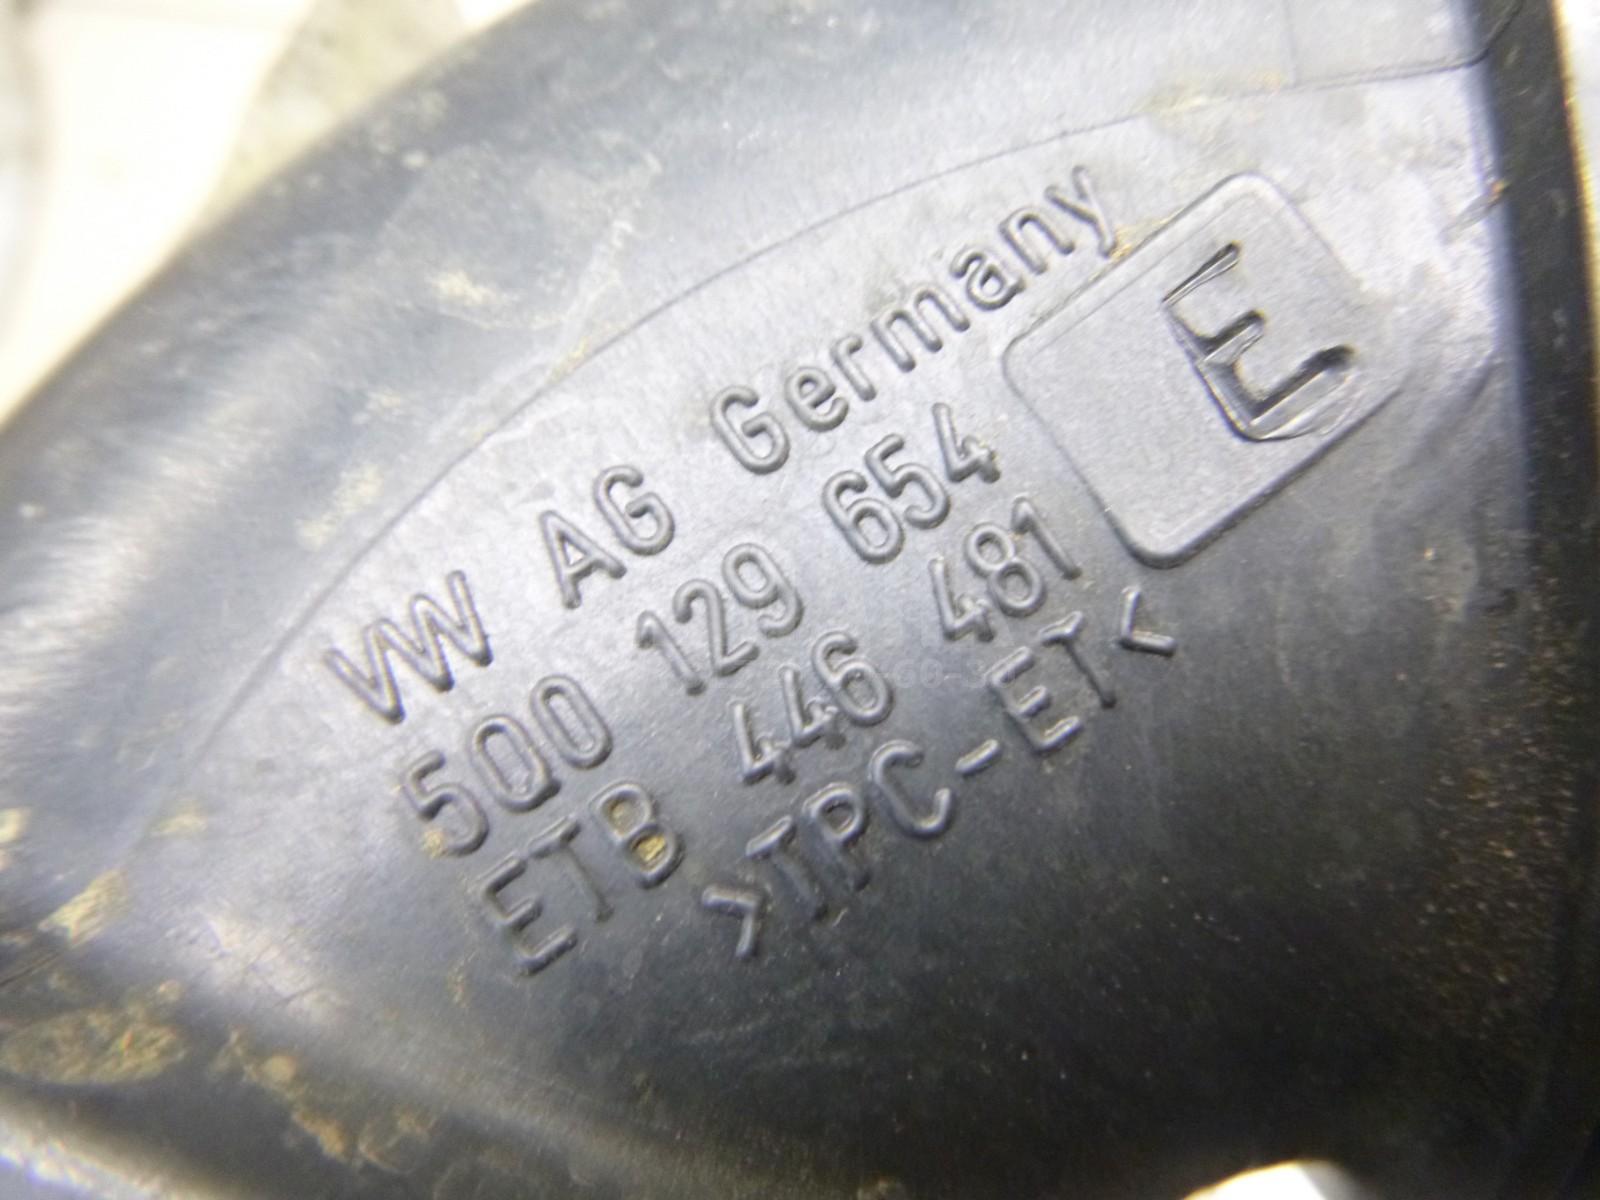 VW AG Germany
5Q0 129 654
ETB 446 481
>TPC-ET<
E